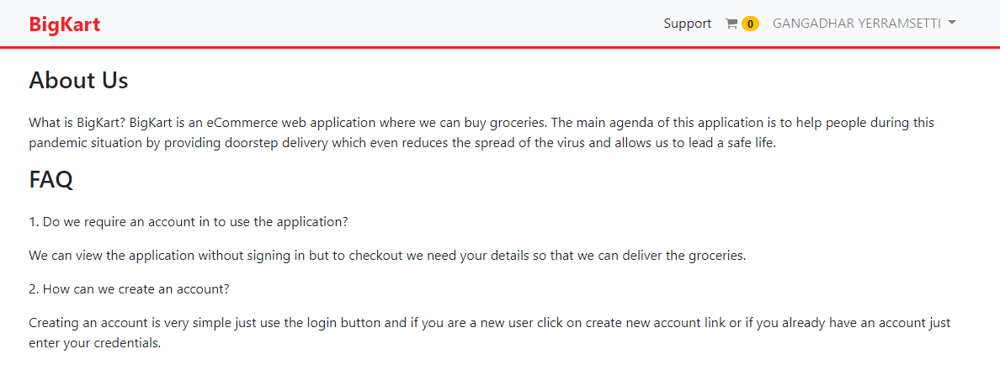 BigKart
Support
0
GANGADHAR YERRAMSETTI
About Us
What is BigKart? BigKart is an eCommerce web application where we can buy groceries. The main agenda of this application is to help people during this
pandemic situation by providing doorstep delivery which even reduces the spread of the virus and allows us to lead a safe life.
FAQ
1. Do we require an account in to use the application?
We can view the application without signing in but to checkout we need your details so that we can deliver the groceries.
2. How can we create an account?
Creating an account is very simple just use the login button and if you are a new user click on create new account link or if you already have an account just
enter your credentials.